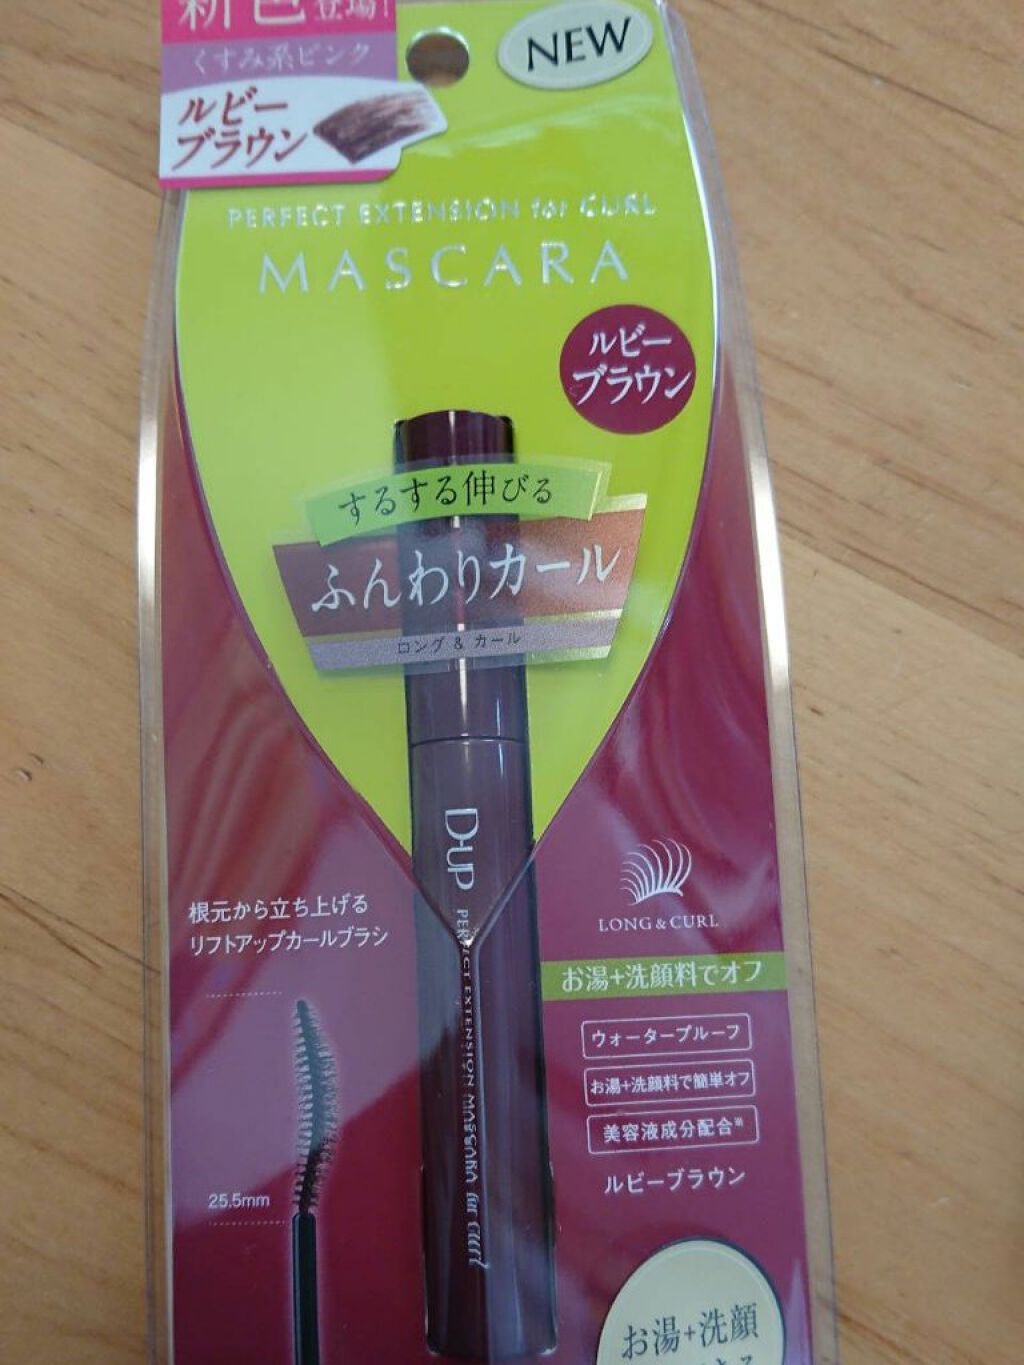 新色登場!
くすみ系ピンク
ルビー
ブラウン
NEW
PERFECT EXTENSION for CURL
MASCARA
ルビー
ブラウン
するする伸びる
ふんわりカール
ロング & カール
D-UP
PERFECT EXTENSION MASCARA for CURL
根元から立ち上げる
リフトアップカールブラシ
25.5mm
LONG & CURL
お湯+洗顔料でオフ
ウォータープルーフ
お湯+洗顔料で簡単オフ
美容液成分配合※
ルビーブラウン
お湯+洗顔